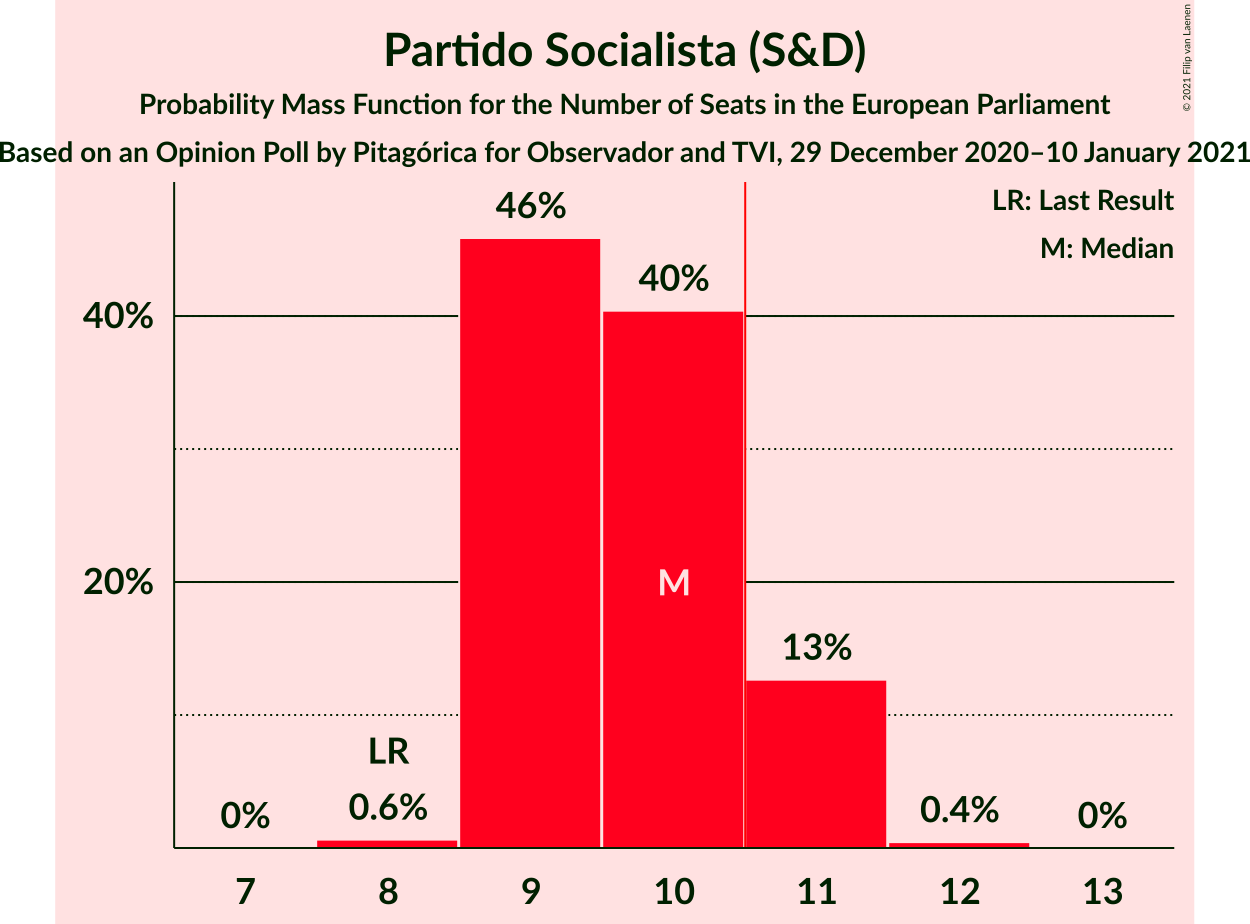 Partido Socialista (S&D)
Probability Mass Function for the Number of Seats in the European Parliament
Based on an Opinion Poll by Pitagórica for Observador and TVI, 29 December 2020–10 January 2021
© 2021 Filip van Laenen
LR: Last Result
M: Median
46%
40%
40%
20%
M
13%
LR
0%
0.6%
0.4%
0%
7 8 9 10 11 12 13